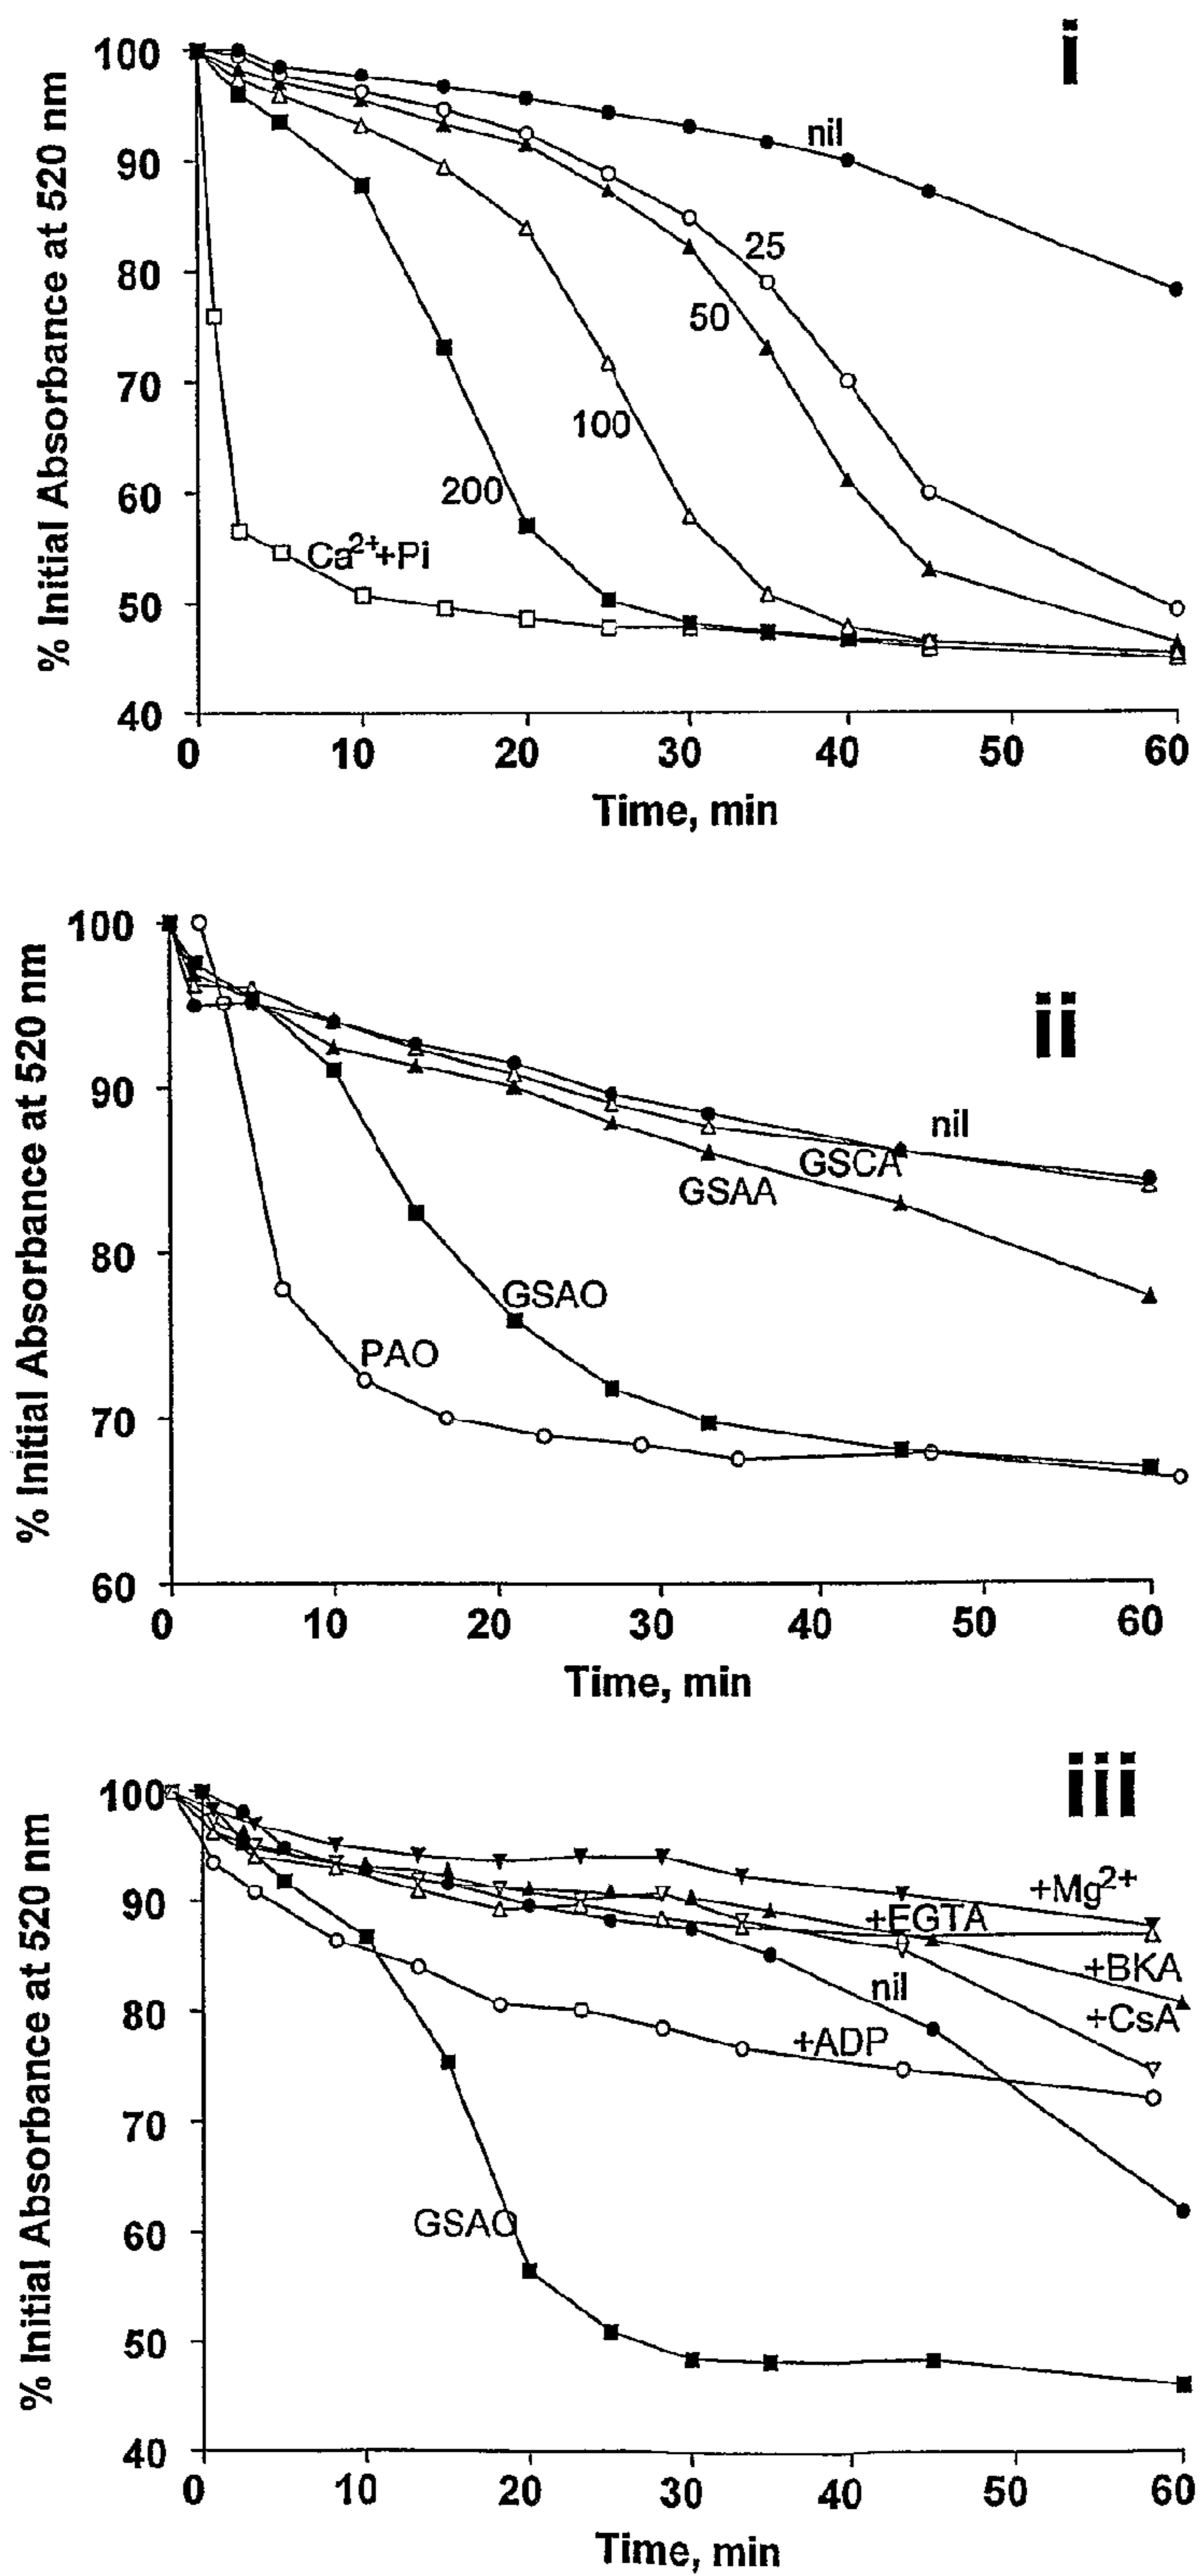 i
% Initial Absorbance at 520 nm
100
90
80
70
60
50
40
nil
25
50
100
200
Ca²⁺+Pi
0 10 20 30 40 50 60
Time, min
ii
% Initial Absorbance at 520 nm
100
90
80
70
60
nil
GSCA
GSAA
GSAO
PAO
0 10 20 30 40 50 60
Time, min
iii
% Initial Absorbance at 520 nm
100
90
80
70
60
50
40
+Mg²⁺
+EGTA
+BKA
nil
+CsA
+ADP
GSAO
0 10 20 30 40 50 60
Time, min